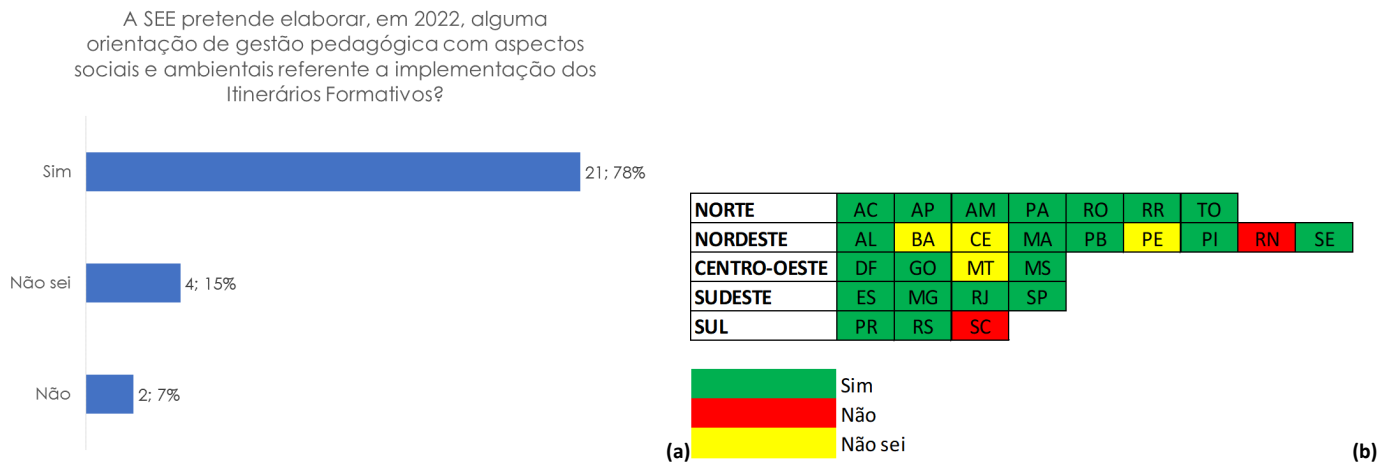 A SEE pretende elaborar, em 2022, alguma
orientação de gestão pedagógica com aspectos
sociais e ambientais referente a implementação dos
Itinerários Formativos?
Sim
21; 78%
Não sei
4; 15%
Não
2; 7%
(a)
NORTE AC AP AM PA RO RR TO
NORDESTE AL BA CE MA PB PE PI RN SE
CENTRO-OESTE DF GO MT MS
SUDESTE ES MG RJ SP
SUL PR RS SC
Sim
Não
Não sei
(b)